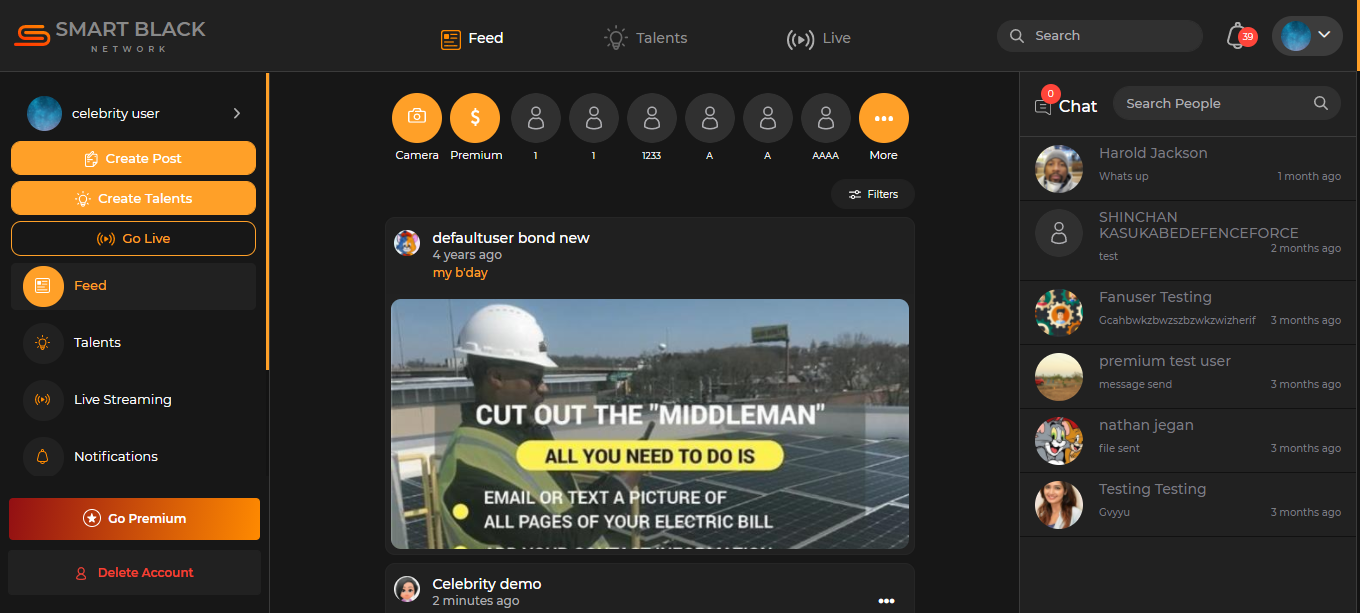 SMART BLACK
NETWORK
Feed
Talents
Live
Search
39
celebrity user
Create Post
Create Talents
Go Live
Feed
Talents
Live Streaming
Notifications
Go Premium
Delete Account
Camera
Premium
1
1
1233
A
A
AAAA
More
Filters
defaultuser bond new
4 years ago
my b'day
CUT OUT THE "MIDDLEMAN"
ALL YOU NEED TO DO IS
EMAIL OR TEXT A PICTURE OF
ALL PAGES OF YOUR ELECTRIC BILL
ADD YOUR CONTACT INFORMATION
Celebrity demo
2 minutes ago
0
Chat
Search People
Harold Jackson
Whats up
1 month ago
SHINCHAN
KASUKABEDEFENCEFORCE
2 months ago
test
Fanuser Testing
Gcahbwkzbwzszbzwkzwizherif
3 months ago
premium test user
message send
3 months ago
nathan jegan
file sent
3 months ago
Testing Testing
Gvyyu
3 months ago